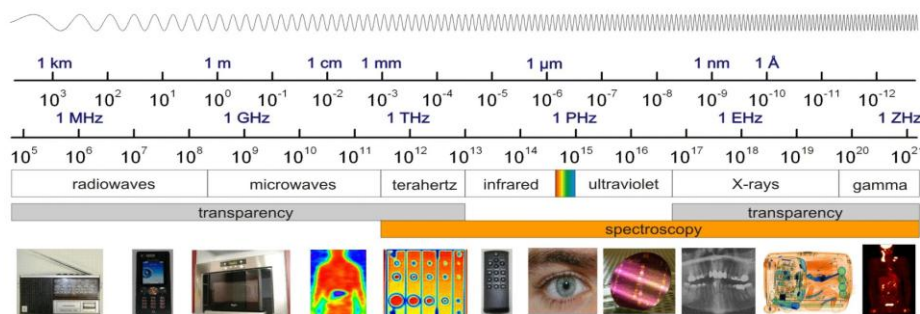 1 km 1 m 1 cm 1 mm 1 µm 1 nm 1 Å
10³ 10² 10¹ 10⁰ 10⁻¹ 10⁻² 10⁻³ 10⁻⁴ 10⁻⁵ 10⁻⁶ 10⁻⁷ 10⁻⁸ 10⁻⁹ 10⁻¹⁰ 10⁻¹¹ 10⁻¹²
1 MHz 1 GHz 1 THz 1 PHz 1 EHz 1 ZHz
10⁵ 10⁶ 10⁷ 10⁸ 10⁹ 10¹⁰ 10¹¹ 10¹² 10¹³ 10¹⁴ 10¹⁵ 10¹⁶ 10¹⁷ 10¹⁸ 10¹⁹ 10²⁰ 10²¹
radiowaves microwaves terahertz infrared ultraviolet X-rays gamma
transparency transparency
spectroscopy